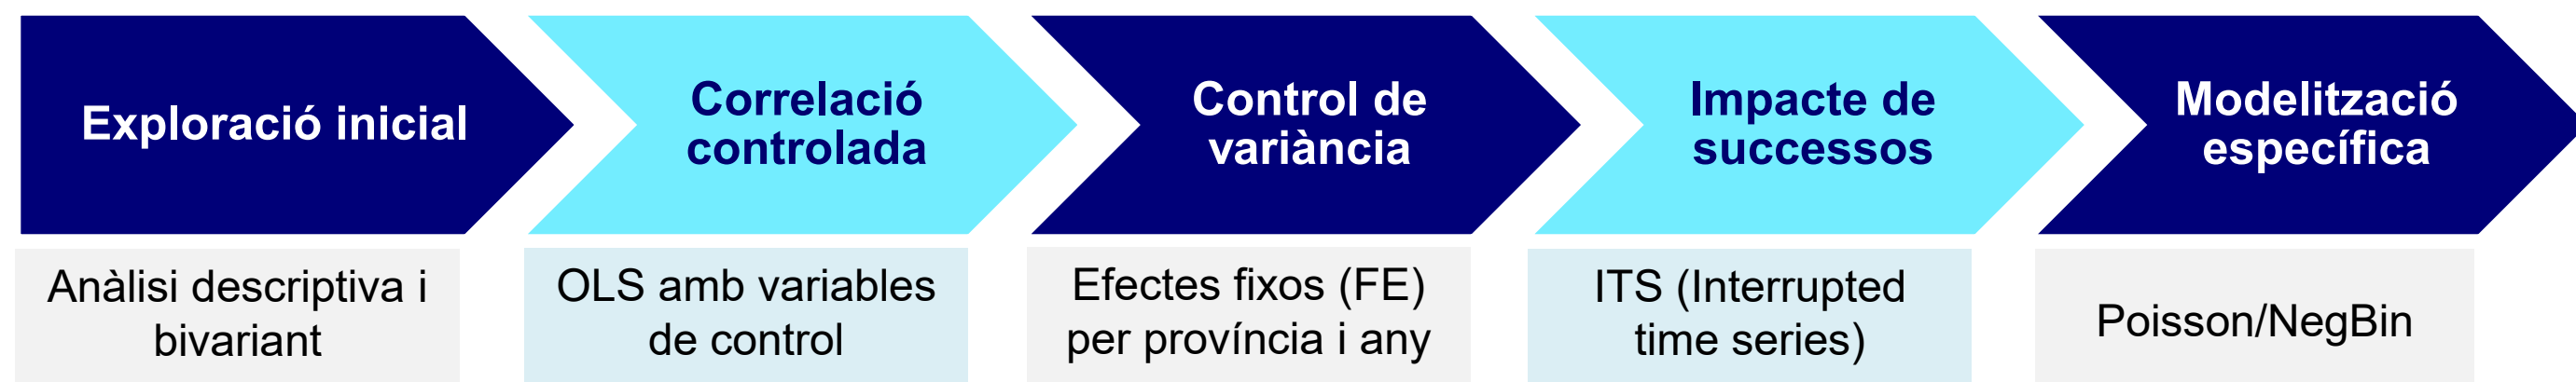 Exploració inicial
Correlació
controlada
Control de
variància
Impacte de
successos
Modelització
específica
Anàlisi descriptiva i
bivariant
OLS amb variables
de control
Efectes fixos (FE)
per província i any
ITS (Interrupted
time series)
Poisson/NegBin